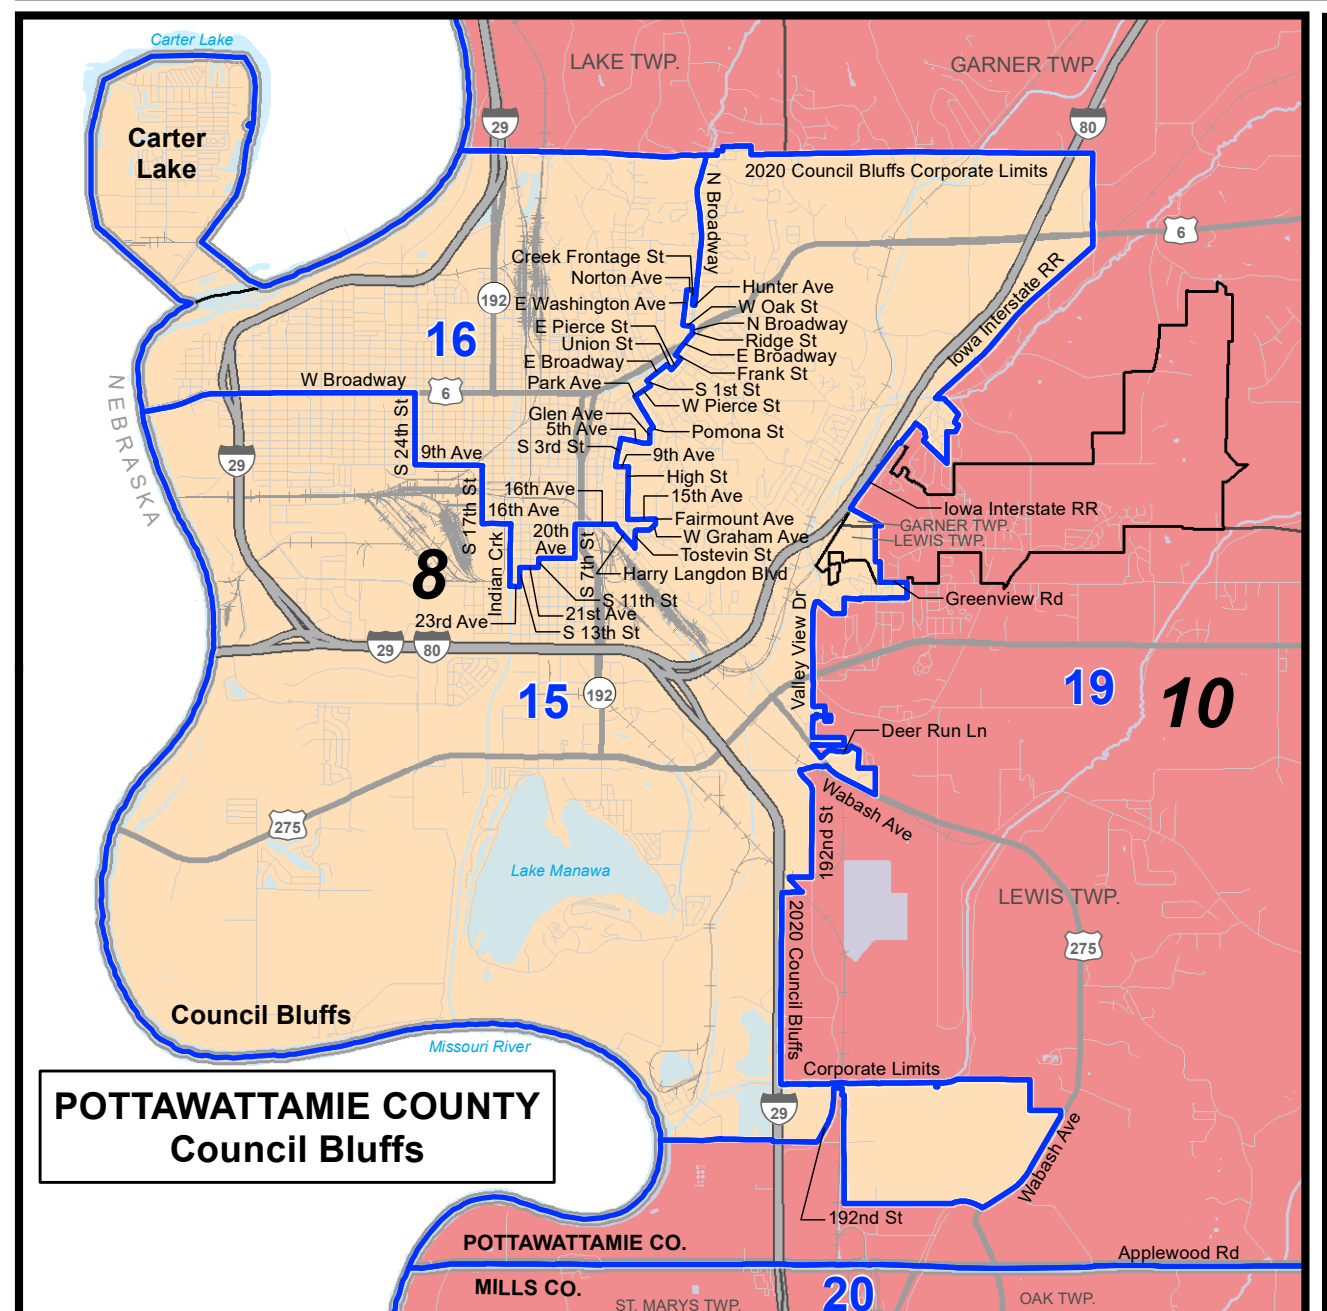 Carter Lake
LAKE TWP.
GARNER TWP.
29
80
Carter
Lake
2020 Council Bluffs Corporate Limits
N Broadway
6
Creek Frontage St
Norton Ave
Hunter Ave
192
E Washington Ave
W Oak St
E Pierce St
N Broadway
16
Union St
Ridge St
E Broadway
E Broadway
Iowa Interstate RR
Frank St
W Broadway
Park Ave
S 1st St
6
W Pierce St
NEBRASKA
Glen Ave
Pomona St
5th Ave
S 24th St
S 3rd St
9th Ave
9th Ave
29
High St
16th Ave
15th Ave
S 17th St
16th Ave
Iowa Interstate RR
Fairmount Ave
GARNER TWP.
20th
Ave
W Graham Ave
LEWIS TWP.
Tostevin St
8
Indian Crk
S 7th St
Harry Langdon Blvd
S 11th St
Greenview Rd
21st Ave
23rd Ave
S 13th St
29
80
Valley View Dr
15
192
19
10
Deer Run Ln
Wabash Ave
275
192nd St
Lake Manawa
LEWIS TWP.
275
2020 Council Bluffs
Council Bluffs
Missouri River
Corporate Limits
POTTAWATTAMIE COUNTY
Council Bluffs
29
Wabash Ave
192nd St
POTTAWATTAMIE CO.
Applewood Rd
MILLS CO.
20
ST. MARYS TWP.
OAK TWP.